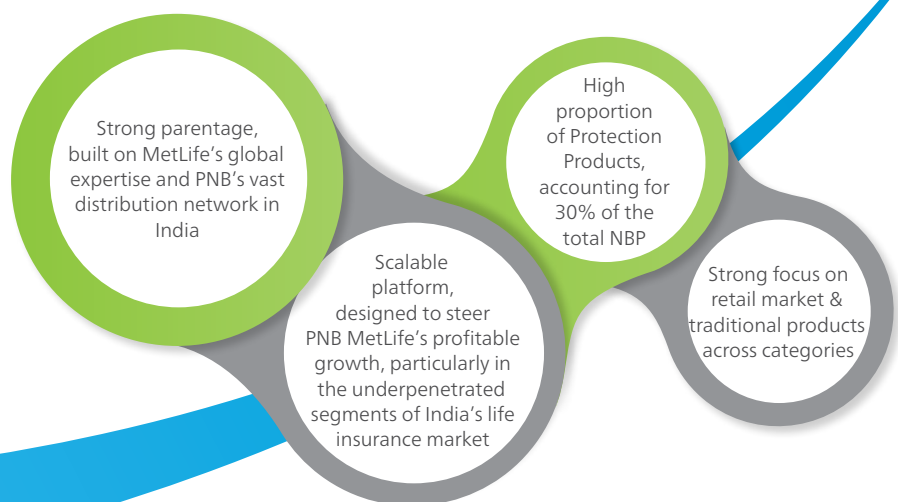 Strong parentage,
built on MetLife’s global
expertise and PNB’s vast
distribution network in
India
Scalable
platform,
designed to steer
PNB MetLife’s profitable
growth, particularly in
the underpenetrated
segments of India’s life
insurance market
High
proportion
of Protection
Products,
accounting for
30% of the
total NBP
Strong focus on
retail market &
traditional products
across categories